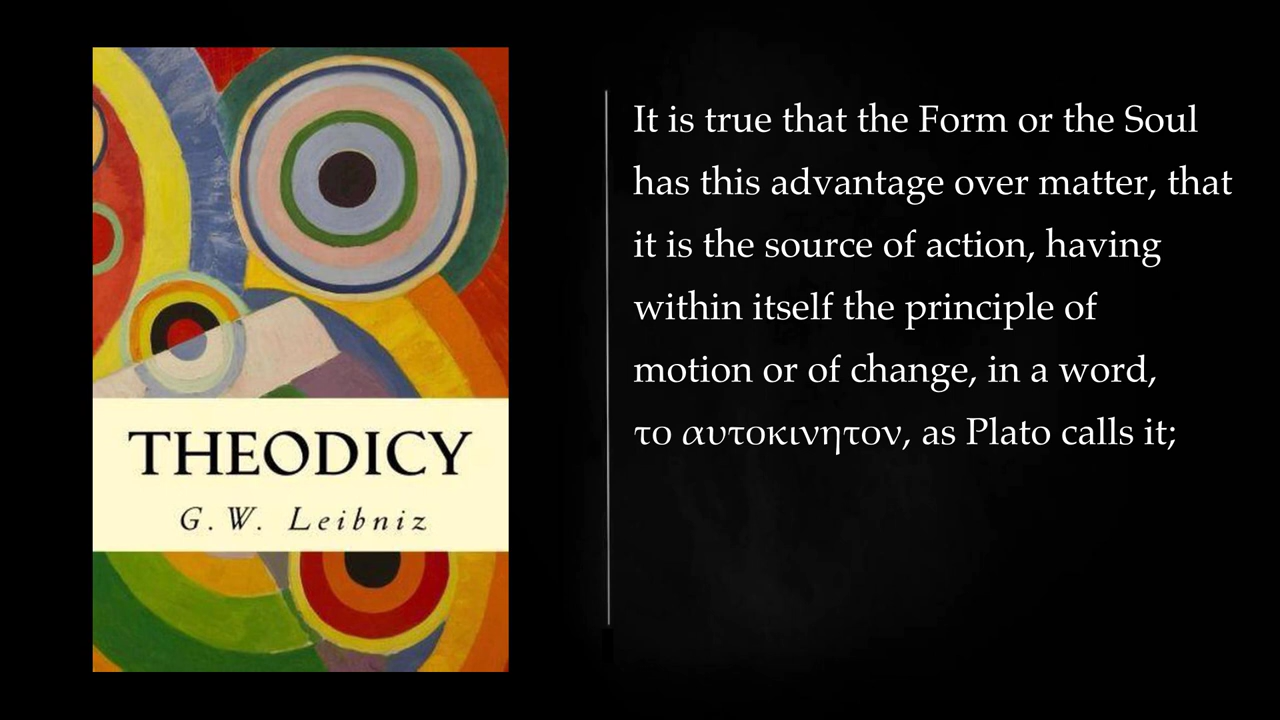 THEODICY
G.W. Leibniz
It is true that the Form or the Soul
has this advantage over matter, that
it is the source of action, having
within itself the principle of
motion or of change, in a word,
το αυτοκινητον, as Plato calls it;